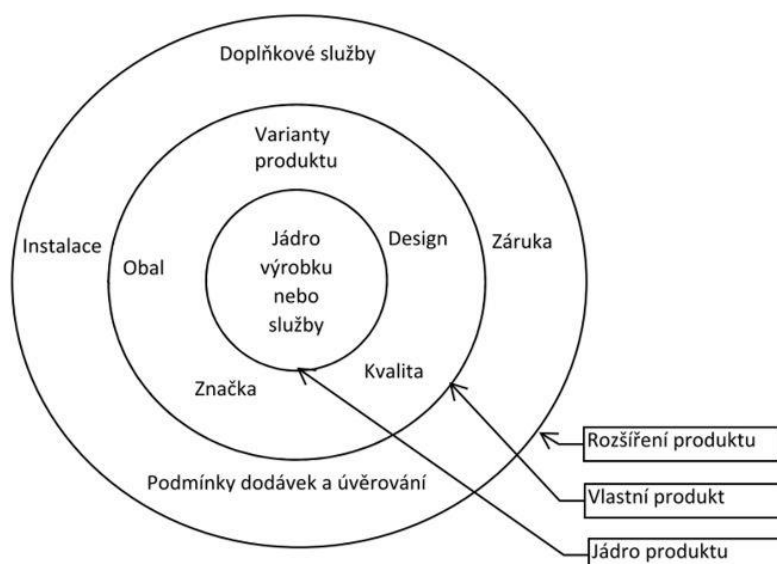 Doplňkové služby
Varianty
produktu
Instalace
Obal
Jádro
výrobku
nebo
služby
Design
Záruka
Značka
Kvalita
Podmínky dodávek a úvěrování
Rozšíření produktu
Vlastní produkt
Jádro produktu